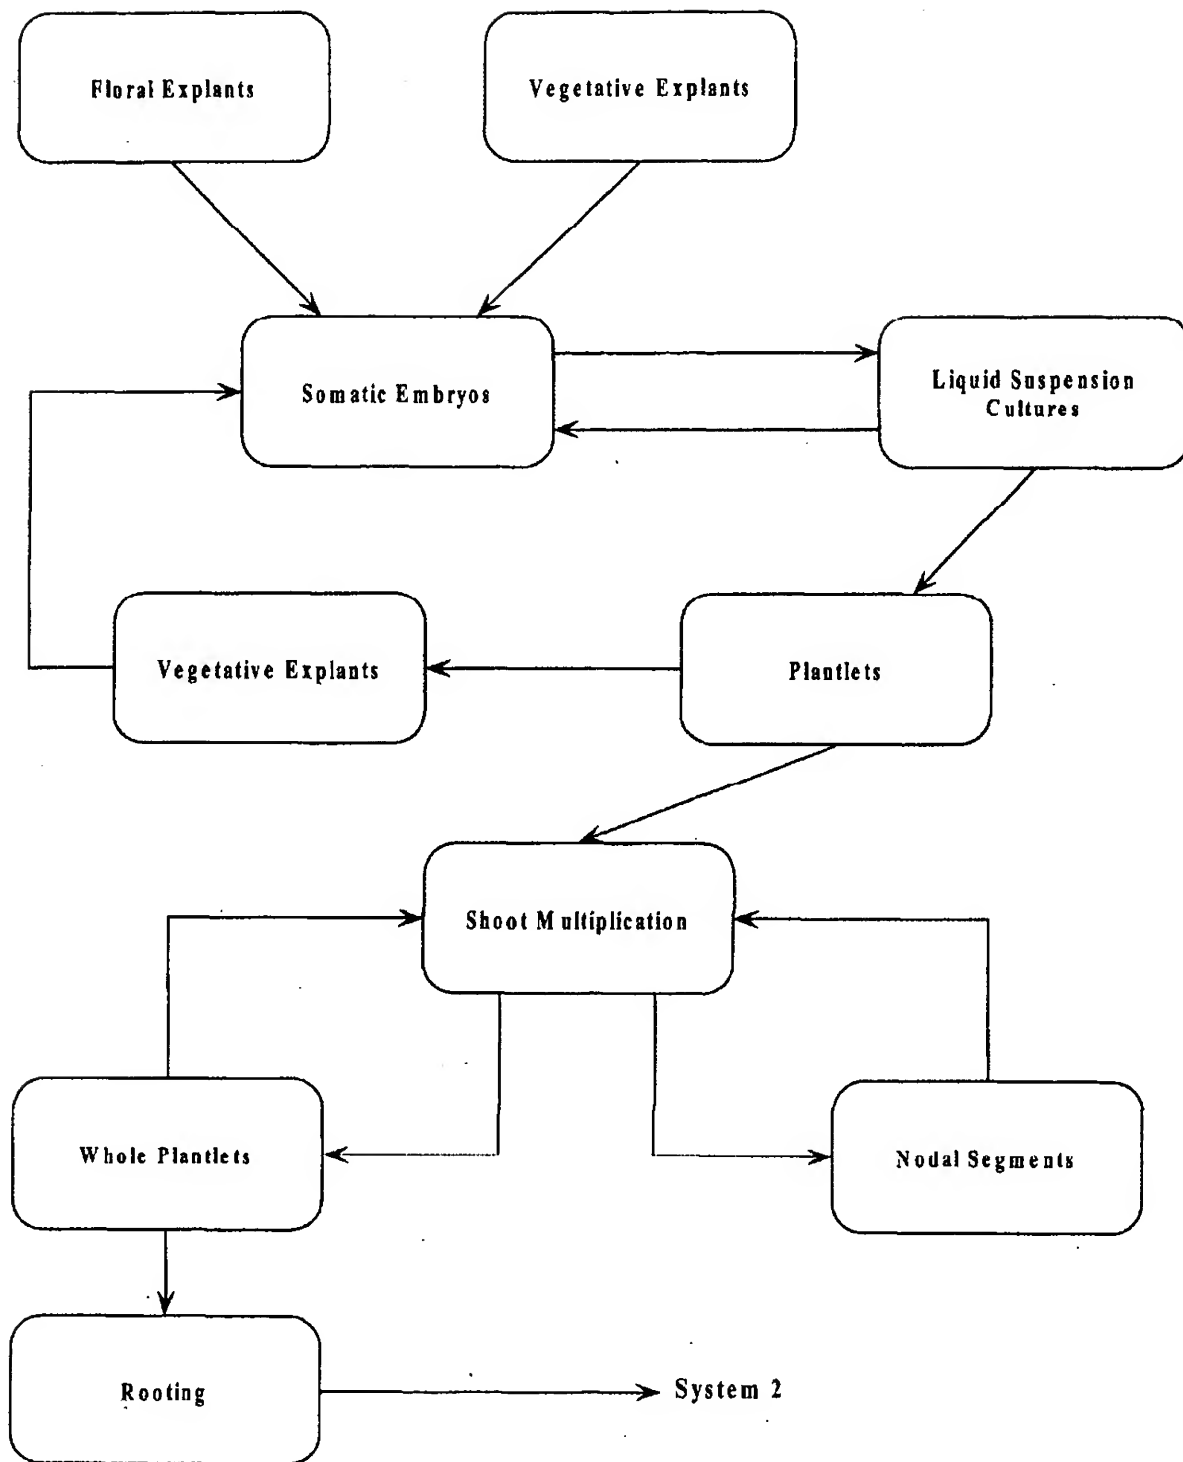 Floral Explants
Vegetative Explants
Somatic Embryos
Liquid Suspension
Cultures
Vegetative Explants
Plantlets
Shoot Multiplication
Whole Plantlets
Nodal Segments
Rooting
System 2